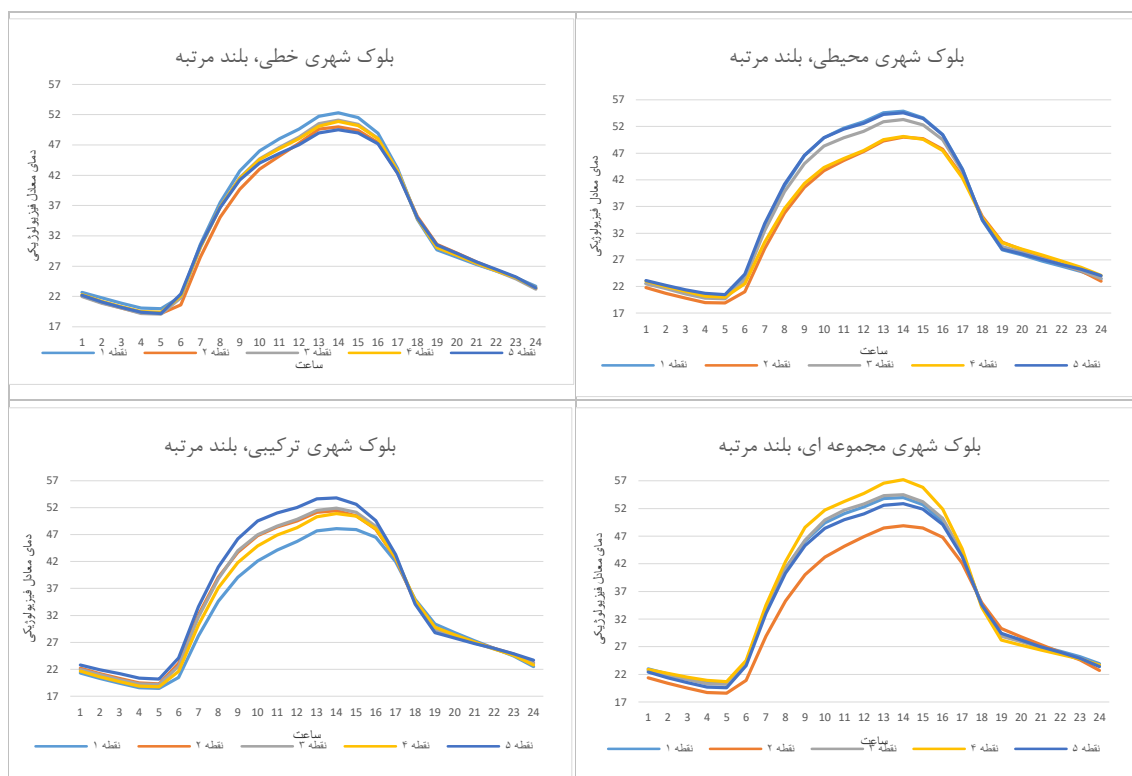 بلوک شهری خطی، بلند مرتبه
دمای معادل فیزیولوژیکی
57
52
47
42
37
32
27
22
17
1 2 3 4 5 6 7 8 9 10 11 12 13 14 15 16 17 18 19 20 21 22 23 24
ساعت
نقطه ۱ نقطه ۲ نقطه ۳ نقطه ۴ نقطه ۵
بلوک شهری محیطی، بلند مرتبه
دمای معادل فیزیولوژیکی
57
52
47
42
37
32
27
22
17
1 2 3 4 5 6 7 8 9 10 11 12 13 14 15 16 17 18 19 20 21 22 23 24
ساعت
نقطه ۱ نقطه ۲ نقطه ۳ نقطه ۴ نقطه ۵
بلوک شهری ترکیبی، بلند مرتبه
دمای معادل فیزیولوژیکی
57
52
47
42
37
32
27
22
17
1 2 3 4 5 6 7 8 9 10 11 12 13 14 15 16 17 18 19 20 21 22 23 24
ساعت
نقطه ۱ نقطه ۲ نقطه ۳ نقطه ۴ نقطه ۵
بلوک شهری مجموعه ای، بلند مرتبه
دمای معادل فیزیولوژیکی
57
52
47
42
37
32
27
22
17
1 2 3 4 5 6 7 8 9 10 11 12 13 14 15 16 17 18 19 20 21 22 23 24
ساعت
نقطه ۱ نقطه ۲ نقطه ۳ نقطه ۴ نقطه ۵